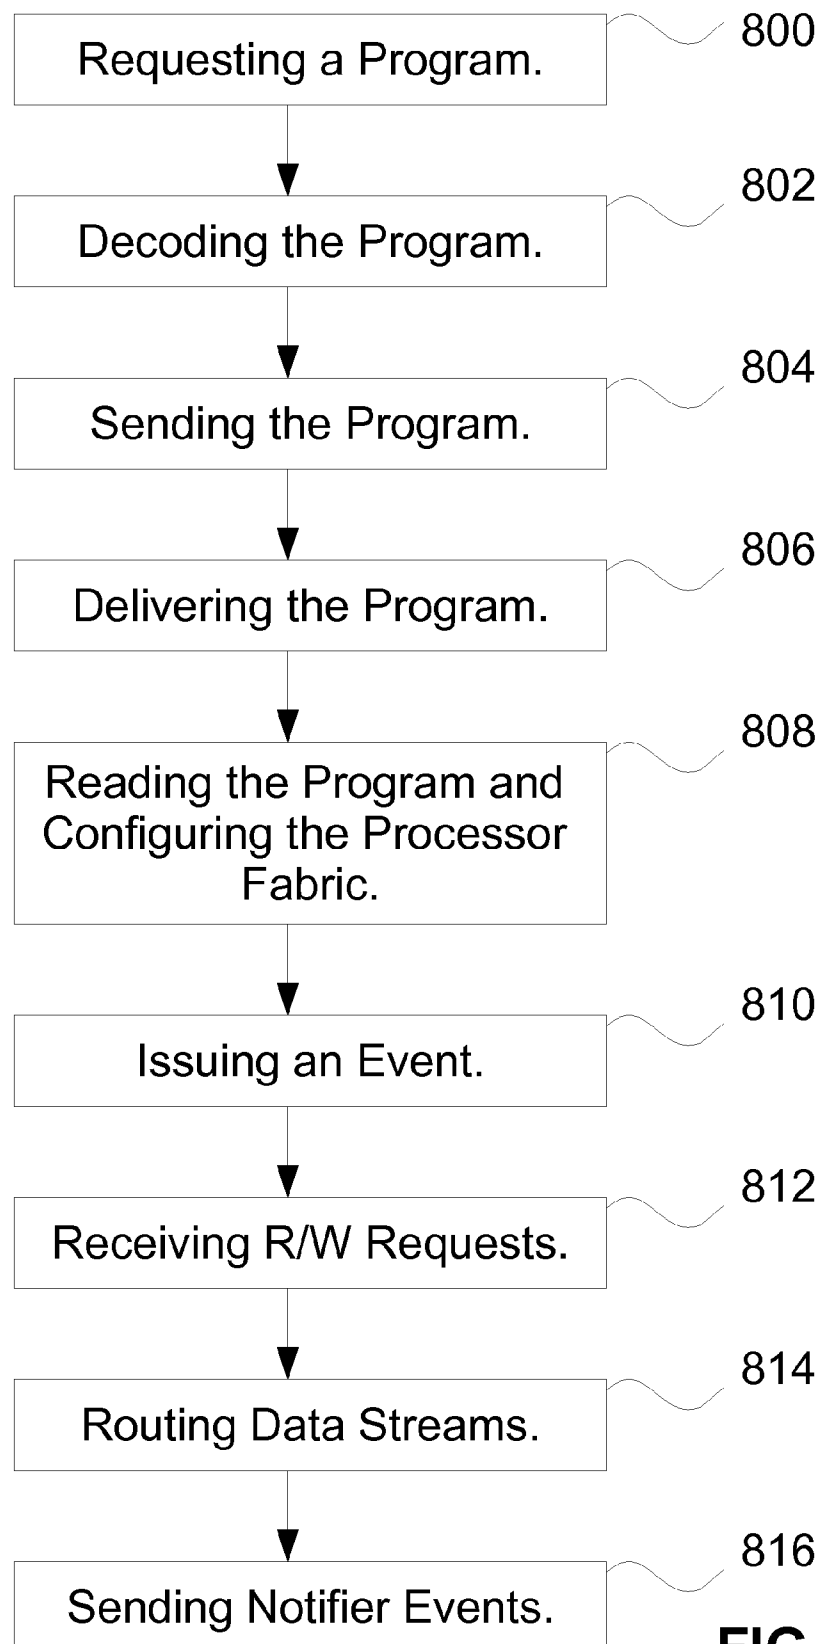 Requesting a Program.
800
Decoding the Program.
802
Sending the Program.
804
Delivering the Program.
806
Reading the Program and
Configuring the Processor
Fabric.
808
Issuing an Event.
810
Receiving R/W Requests.
812
Routing Data Streams.
814
Sending Notifier Events.
816
FIG.